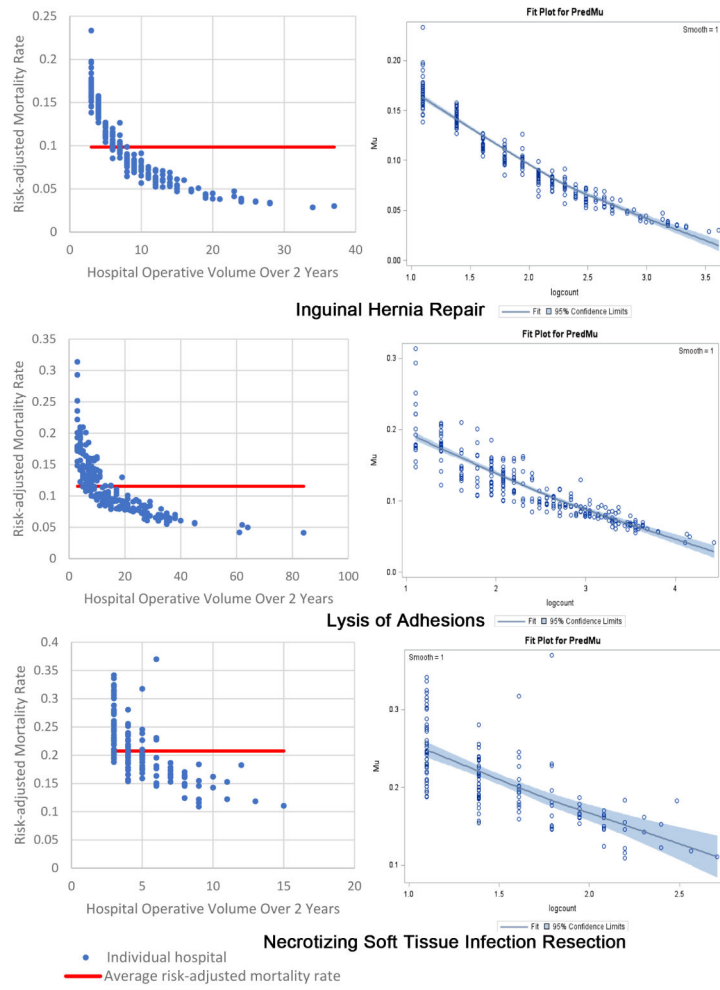 0.25
0.2
0.15
0.1
0.05
0
0 10 20 30 40
Risk-adjusted Mortality Rate
Hospital Operative Volume Over 2 Years
Fit Plot for PredMu
Smooth = 1
0.20
0.15
0.10
0.05
0.00
Mu
1.0 1.5 2.0 2.5 3.0 3.5
logcount
Fit 95% Confidence Limits
Inguinal Hernia Repair
0.35
0.3
0.25
0.2
0.15
0.1
0.05
0
0 20 40 60 80 100
Risk-adjusted Mortality Rate
Hospital Operative Volume Over 2 Years
Fit Plot for PredMu
Smooth = 1
0.3
0.2
0.1
0.0
Mu
1 2 3 4
logcount
Fit 95% Confidence Limits
Lysis of Adhesions
0.4
0.35
0.3
0.25
0.2
0.15
0.1
0.05
0
0 5 10 15 20
Risk-adjusted Mortality Rate
Hospital Operative Volume Over 2 Years
Fit Plot for PredMu
Smooth = 1
0.3
0.2
0.1
Mu
1.0 1.5 2.0 2.5
logcount
Fit 95% Confidence Limits
Necrotizing Soft Tissue Infection Resection
Individual hospital
Average risk-adjusted mortality rate